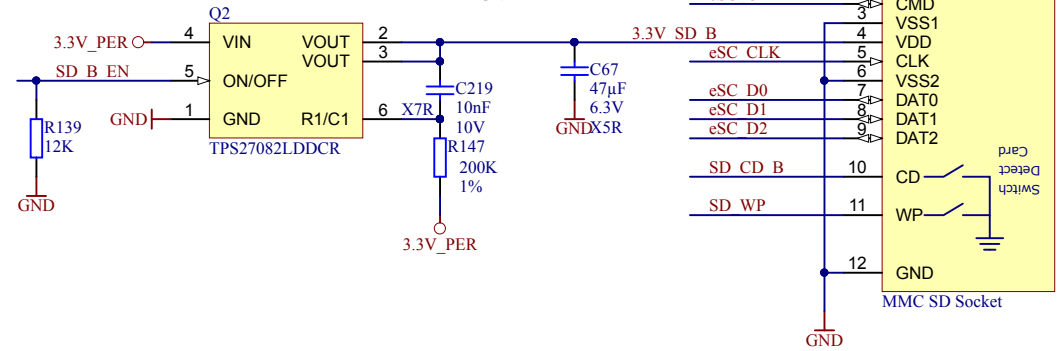 Q2
3.3V_PER
4
VIN
VOUT
2
VOUT
3
SD_B_EN
5
ON/OFF
GND
1
GND
R1/C1
6
X7R
TPS27082LDDCR
R139
12K
GND
C219
10nF
10V
R147
200K
1%
3.3V_PER
C67
47µF
6.3V
X5R
GND
CMD
3
VSS1
3.3V_SD_B
4
VDD
eSC_CLK
5
CLK
6
VSS2
eSC_D0
7
DAT0
eSC_D1
8
DAT1
eSC_D2
9
DAT2
SD_CD_B
10
CD
SD_WP
11
WP
Card
Detect
Switch
12
GND
MMC SD Socket
GND